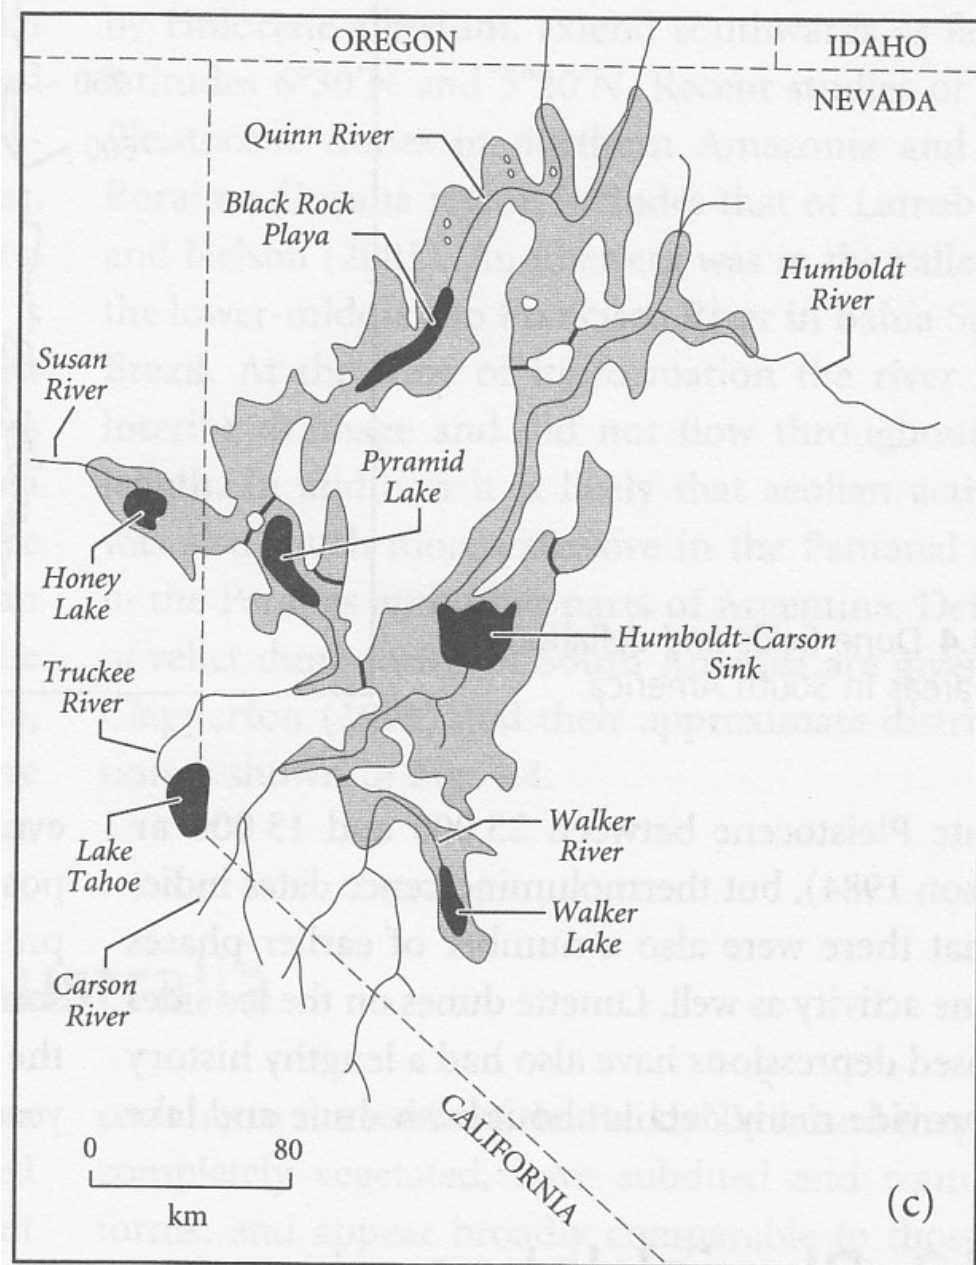 OREGON
IDAHO
NEVADA
Quinn River
Black Rock
Playa
Humboldt
River
Susan
River
Pyramid
Lake
Honey
Lake
Humboldt-Carson
Sink
Truckee
River
Walker
River
Lake
Tahoe
Walker
Lake
Carson
River
CALIFORNIA
0 80
km
(c)